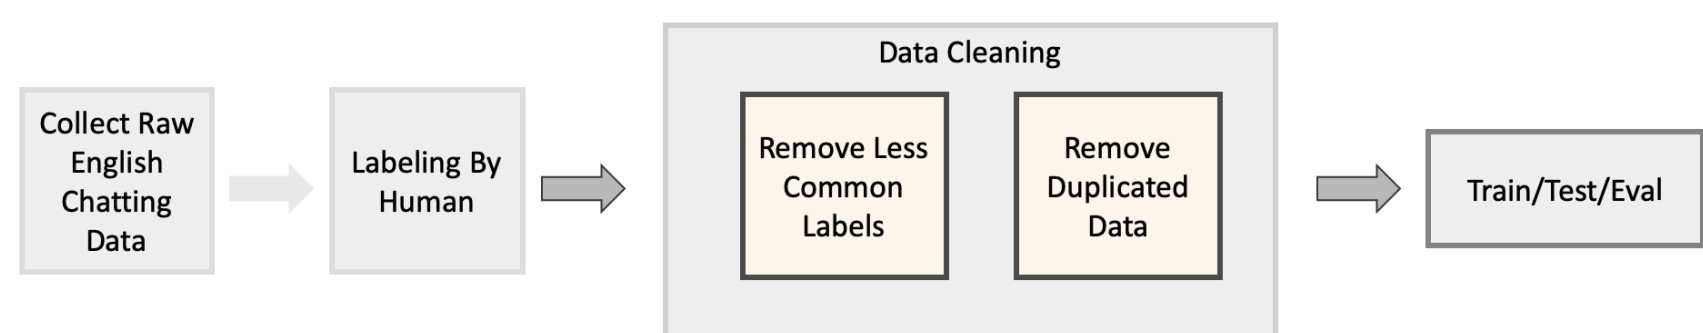 Collect Raw
English
Chatting
Data
Labeling By
Human
Data Cleaning
Remove Less
Common
Labels
Remove
Duplicated
Data
Train/Test/Eval